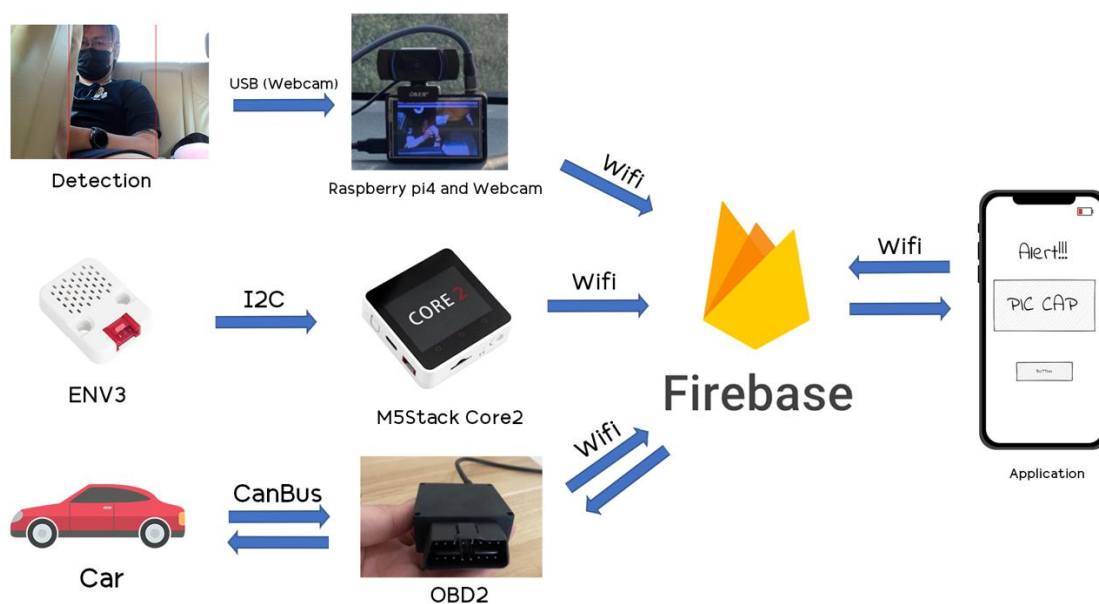 USB (Webcam)
Detection
Raspberry pi4 and Webcam
Wifi
I2C
CORE 2
Wifi
Wifi
ENV3
M5Stack Core2
Firebase
Alert!!!
PIC CAP
Button
Application
Wifi
CanBus
Car
OBD2